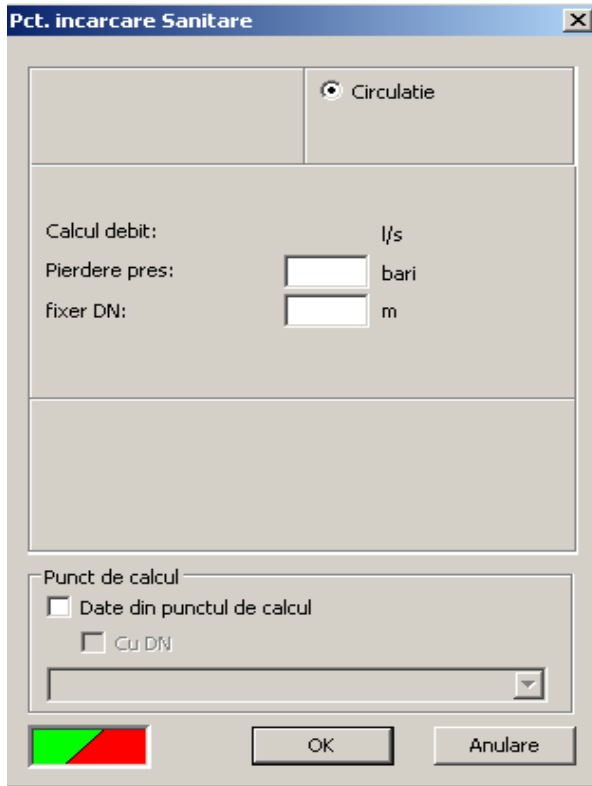 Pct. incarcare Sanitare
Circulatie
Calcul debit: l/s
Pierdere pres: bari
fixer DN: m
Punct de calcul
Date din punctul de calcul
Cu DN
OK Anulare